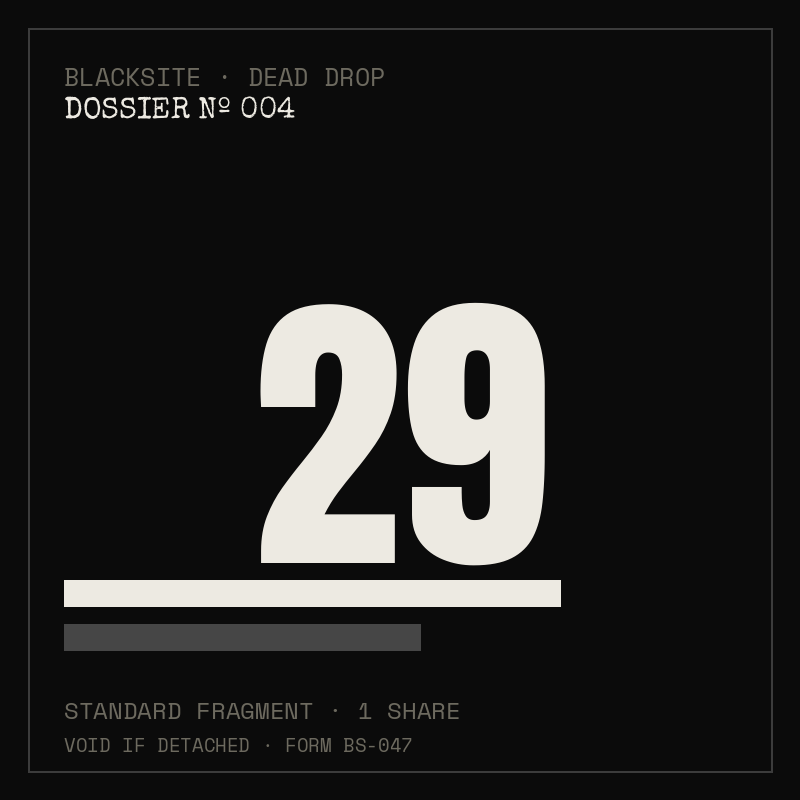 BLACKSITE · DEAD DROP
DOSSIER Nº 004
29
STANDARD FRAGMENT · 1 SHARE
VOID IF DETACHED · FORM BS-047